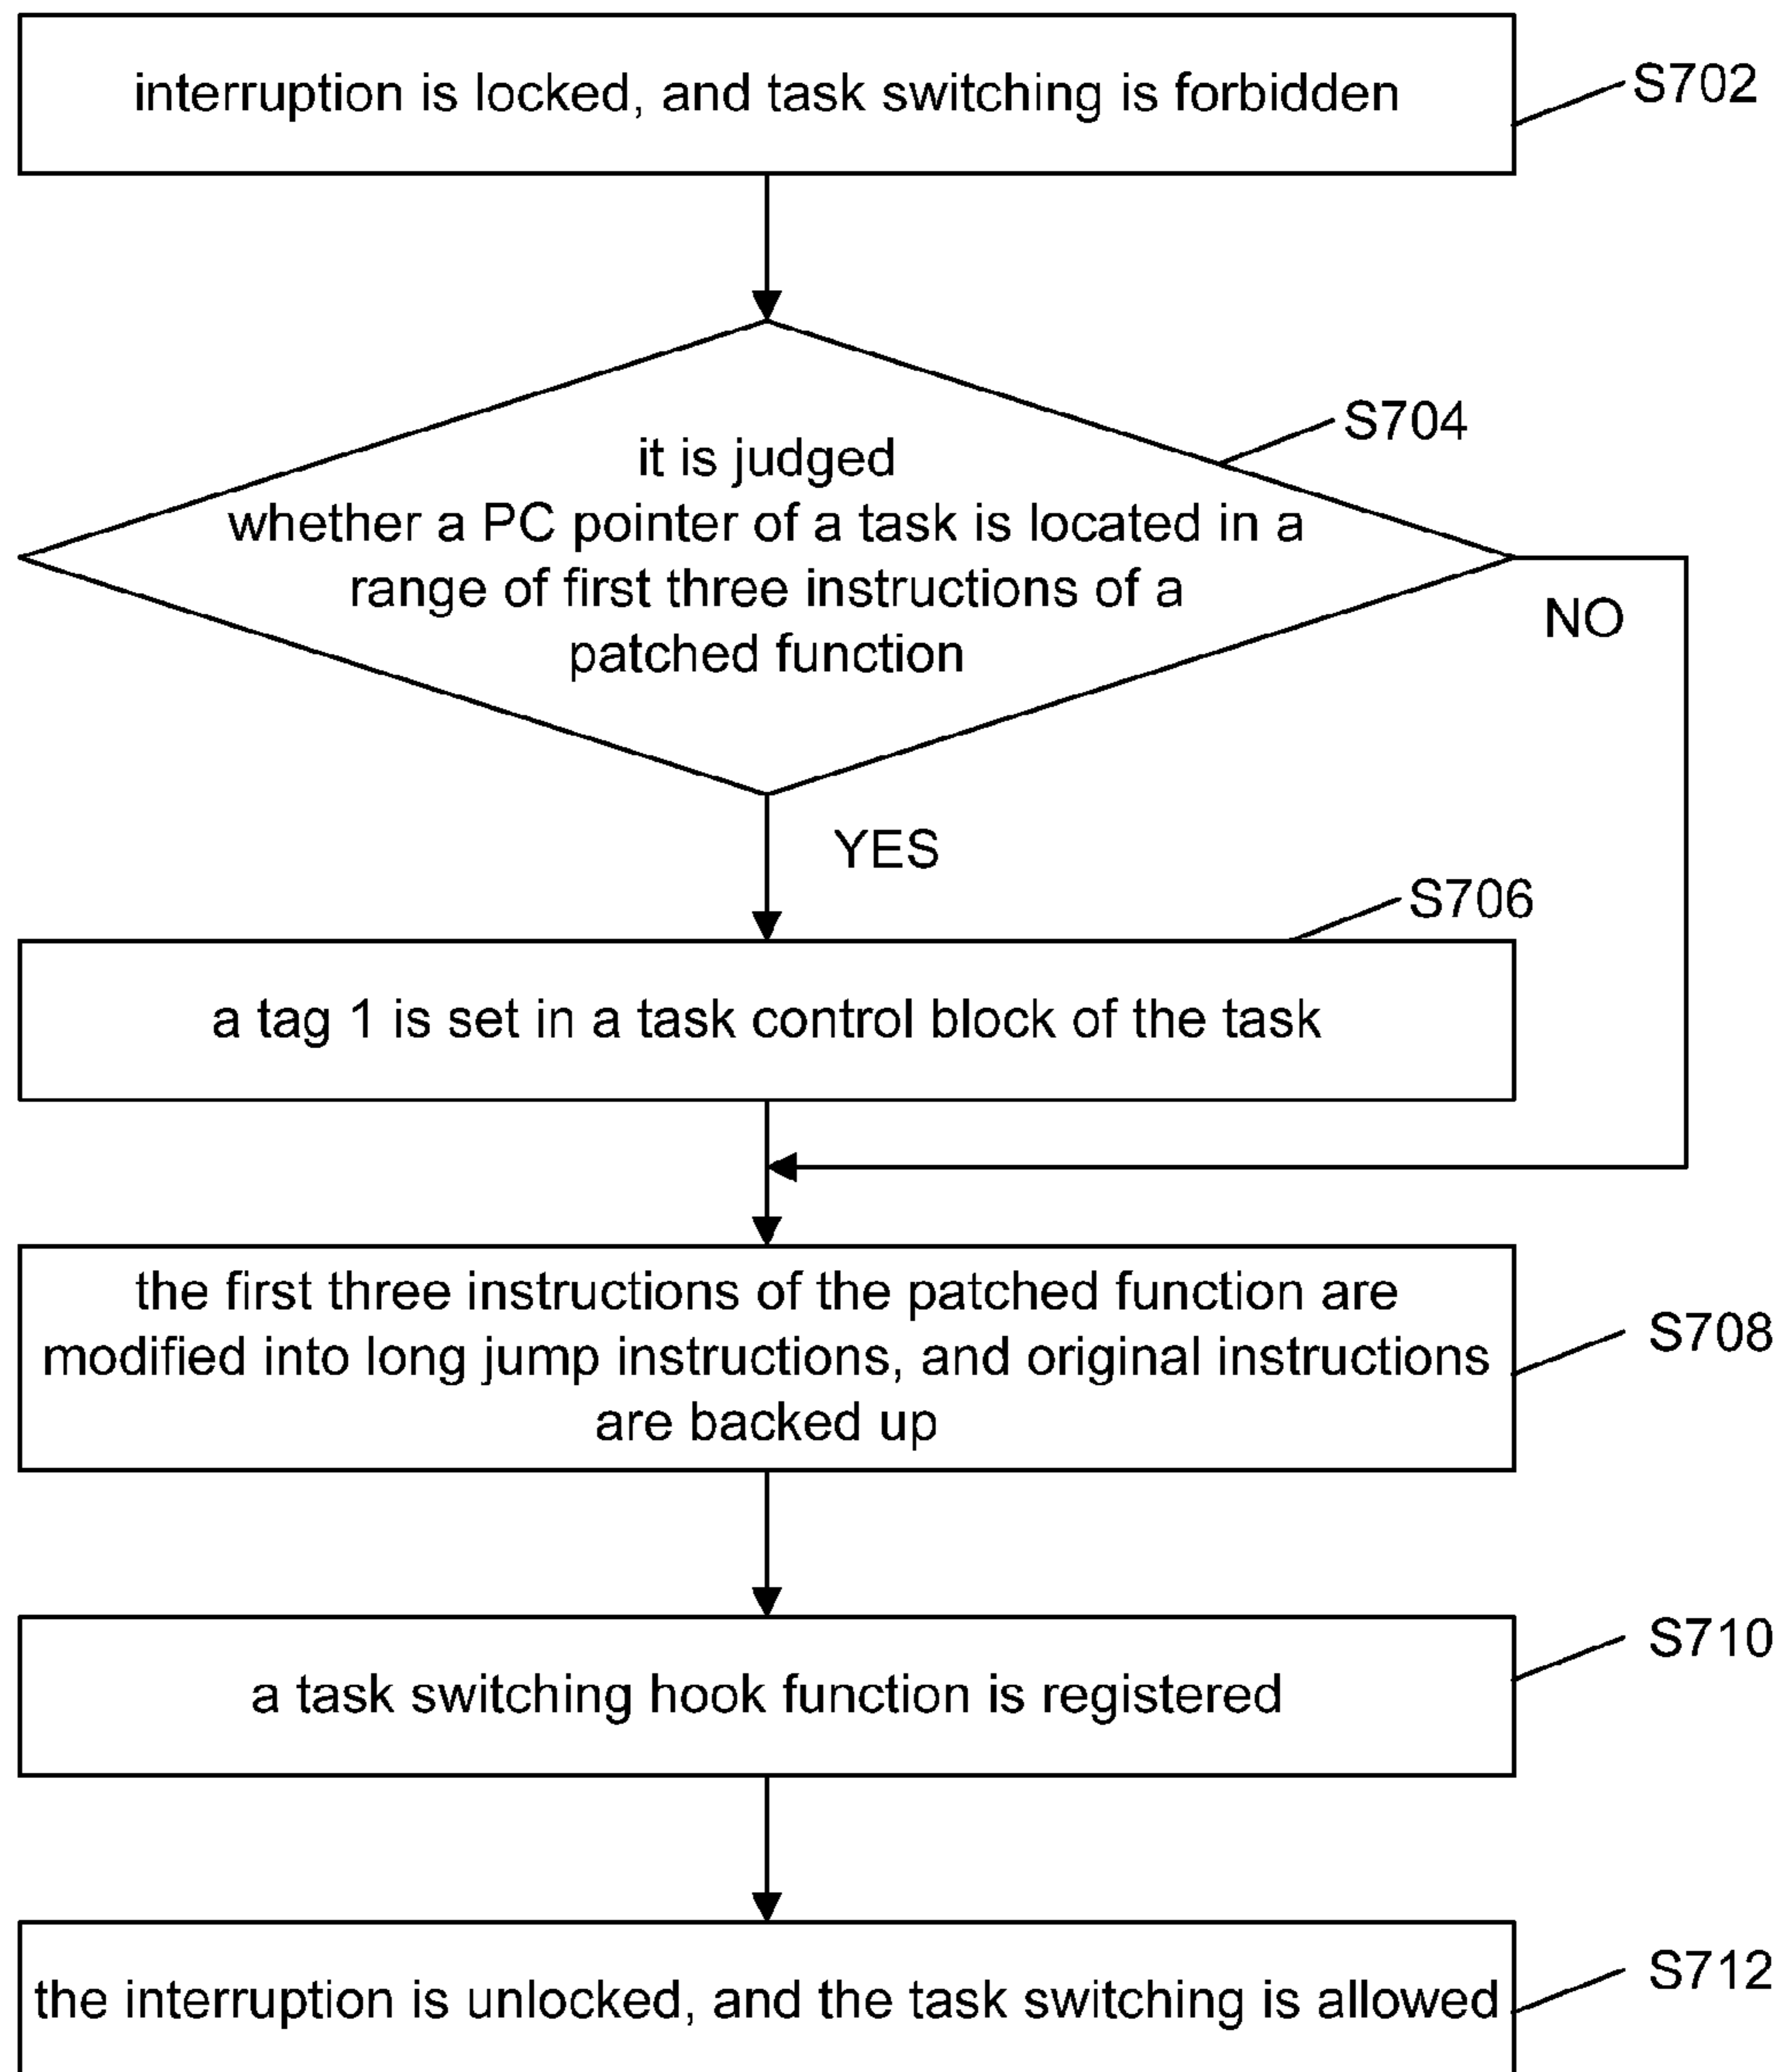 interruption is locked, and task switching is forbidden
S702
S704
it is judged
whether a PC pointer of a task is located in a
range of first three instructions of a
patched function
NO
YES
S706
a tag 1 is set in a task control block of the task
the first three instructions of the patched function are
modified into long jump instructions, and original instructions
are backed up
S708
S710
a task switching hook function is registered
S712
the interruption is unlocked, and the task switching is allowed